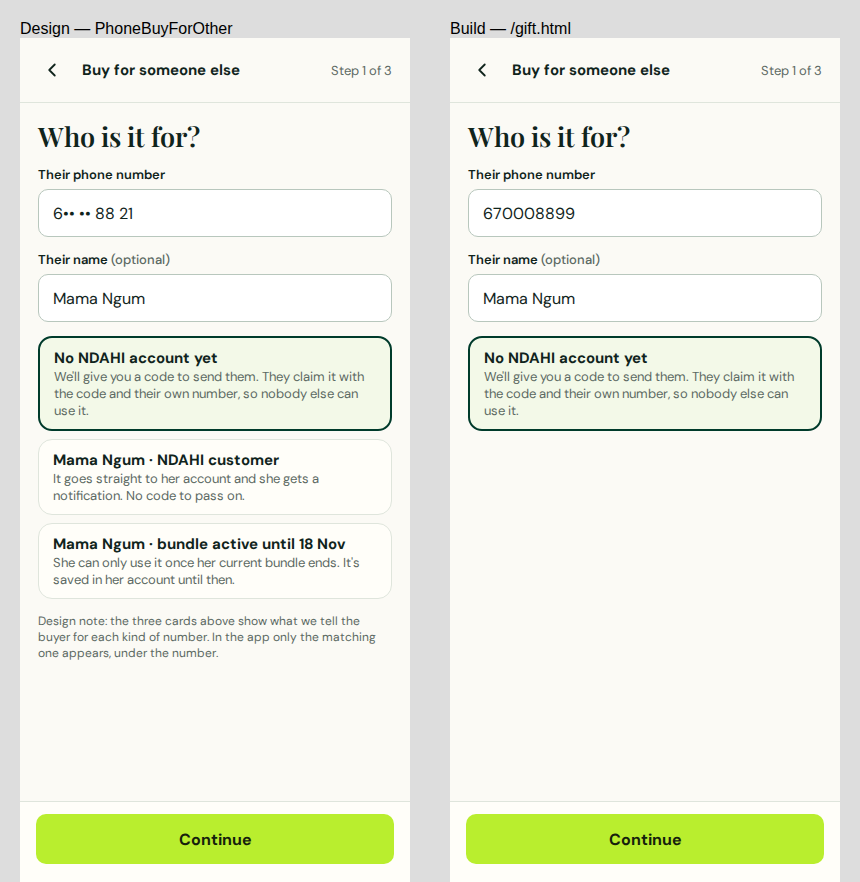 Design — PhoneBuyForOther
Buy for someone else
Step 1 of 3
Who is it for?
Their phone number
6•• •• 88 21
Their name (optional)
Mama Ngum
No NDAHI account yet
We'll give you a code to send them. They claim it with
the code and their own number, so nobody else can
use it.
Mama Ngum · NDAHI customer
It goes straight to her account and she gets a
notification. No code to pass on.
Mama Ngum · bundle active until 18 Nov
She can only use it once her current bundle ends. It's
saved in her account until then.
Design note: the three cards above show what we tell the
buyer for each kind of number. In the app only the matching
one appears, under the number.
Continue
Build — /gift.html
Buy for someone else
Step 1 of 3
Who is it for?
Their phone number
670008899
Their name (optional)
Mama Ngum
No NDAHI account yet
We'll give you a code to send them. They claim it with
the code and their own number, so nobody else can
use it.
Continue